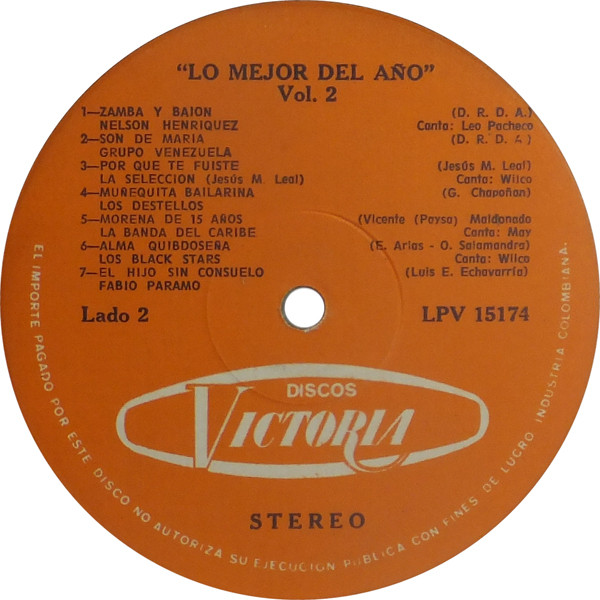 "LO MEJOR DEL AÑO"
Vol. 2
1—ZAMBA Y BAION (D. R. D. A.)
NELSON HENRIQUEZ Canta: Leo Pacheco
2—SON DE MARIA (D. R. D. A.)
GRUPO VENEZUELA
3—POR QUE TE FUISTE (Jesús M. Leal)
LA SELECCION (Jesús M. Leal) Canta: Wilco
4—MUÑEQUITA BAILARINA (G. Chapoñan)
LOS DESTELLOS
5—MORENA DE 15 AÑOS (Vicente (Paysa) Maldonado
LA BANDA DEL CARIBE Canta: May
6—ALMA QUIBDOSEÑA (E. Arias - O. Salamandra)
LOS BLACK STARS Canta: Wilco
7—EL HIJO SIN CONSUELO (Luis E. Echavarría)
FABIO PARAMO
Lado 2 LPV 15174
DISCOS
VICTORIA
STEREO
EL IMPORTE PAGADO POR ESTE DISCO NO AUTORIZA SU EJECUCION PUBLICA CON FINES DE LUCRO INDUSTRIA COLOMBIANA.